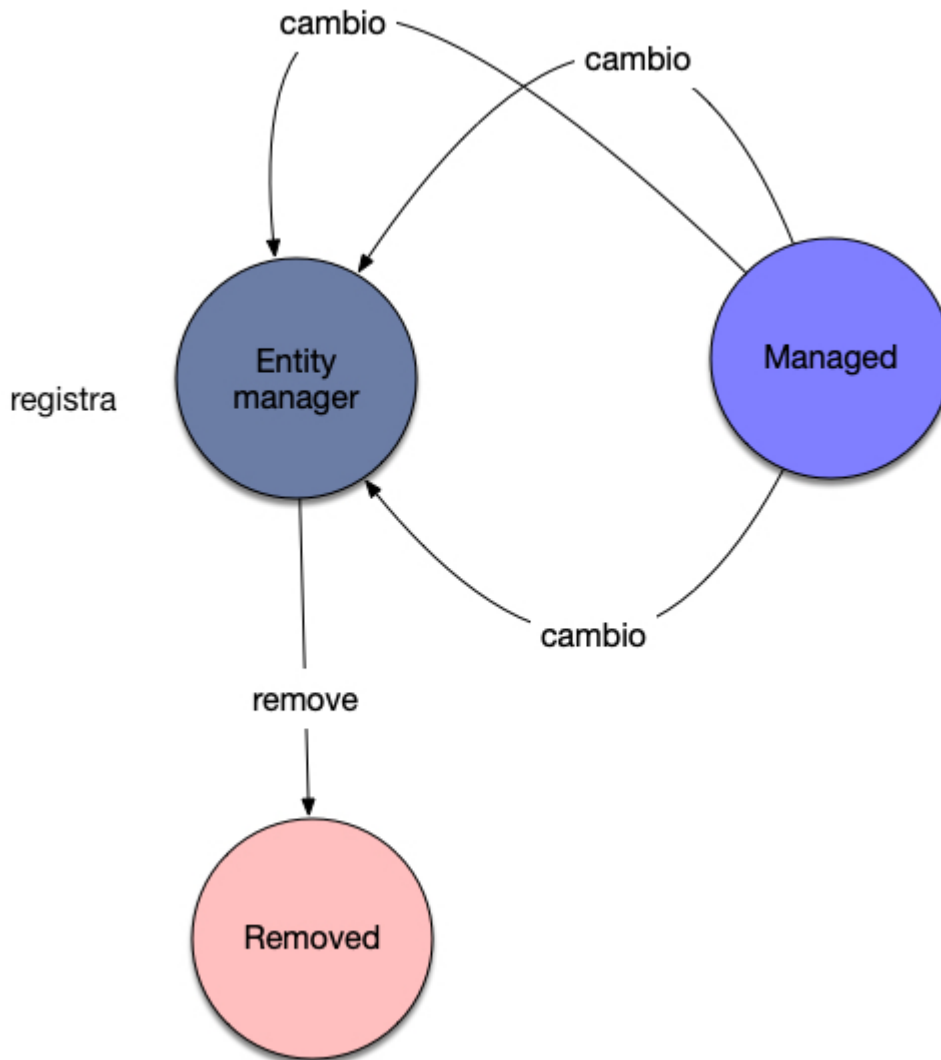 cambio
cambio
Entity
manager
Managed
registra
cambio
remove
Removed